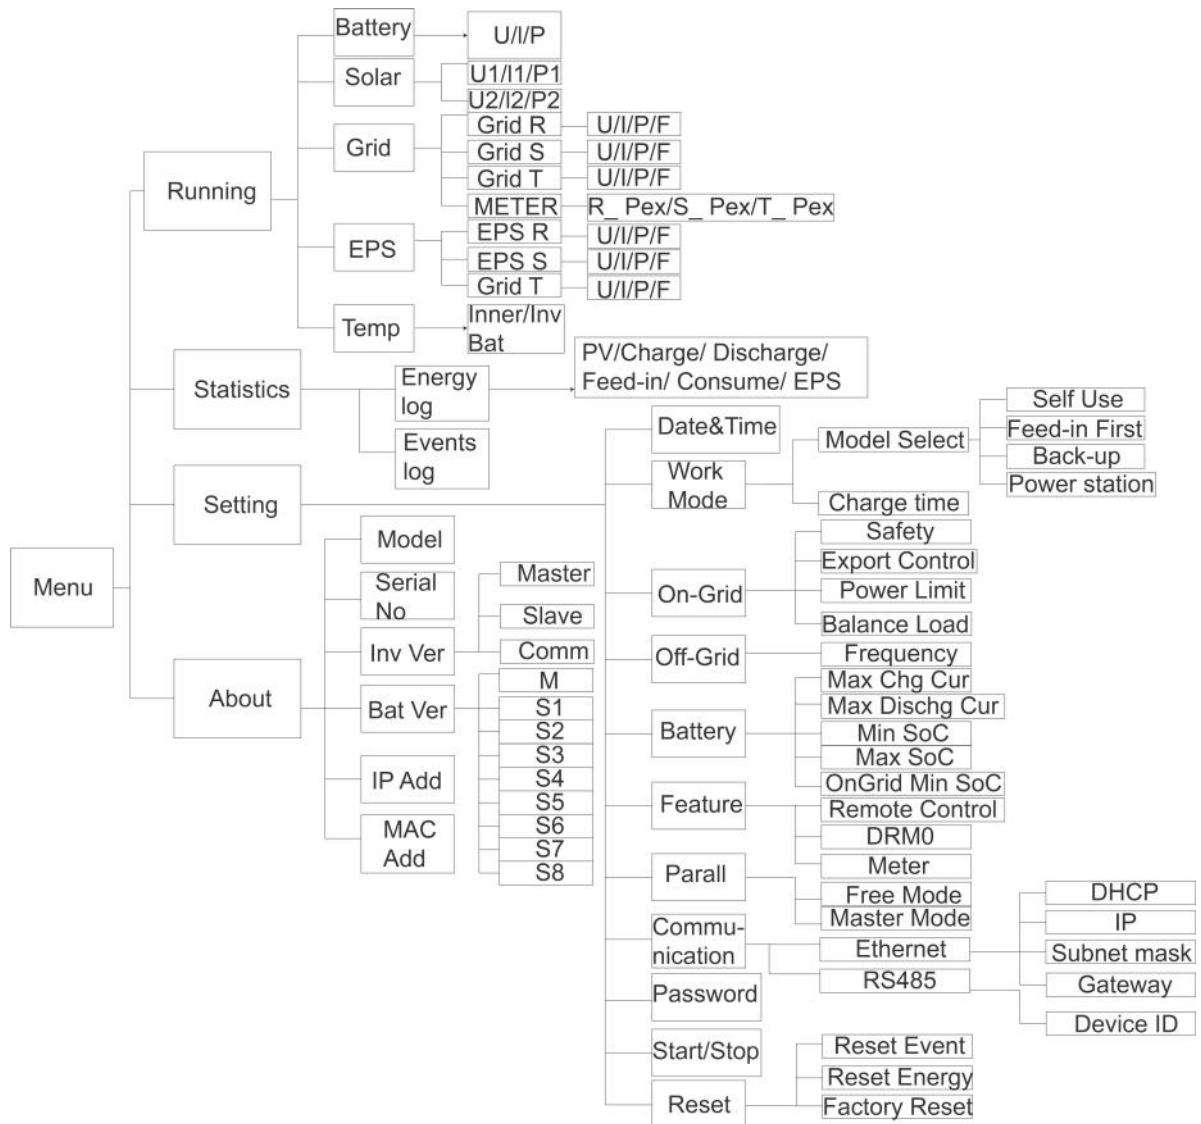 Menu
Running
Battery
U/I/P
Solar
U1/I1/P1
U2/I2/P2
Grid
Grid R
U/I/P/F
Grid S
U/I/P/F
Grid T
U/I/P/F
METER
R_ Pex/S_ Pex/T_ Pex
EPS
EPS R
U/I/P/F
EPS S
U/I/P/F
Grid T
U/I/P/F
Temp
Inner/Inv
Bat
Statistics
Energy
log
PV/Charge/ Discharge/
Feed-in/ Consume/ EPS
Events
log
Setting
Date&Time
Work
Mode
Model Select
Self Use
Feed-in First
Back-up
Power station
Charge time
On-Grid
Safety
Export Control
Power Limit
Balance Load
Off-Grid
Frequency
Battery
Max Chg Cur
Max Dischg Cur
Min SoC
Max SoC
OnGrid Min SoC
Feature
Remote Control
DRM0
Meter
Parall
Free Mode
Master Mode
Commu-
nication
Ethernet
DHCP
IP
Subnet mask
Gateway
RS485
Device ID
Password
Start/Stop
Reset
Reset Event
Reset Energy
Factory Reset
About
Model
Serial
No
Inv Ver
Master
Slave
Comm
Bat Ver
M
S1
S2
S3
S4
S5
S6
S7
S8
IP Add
MAC
Add